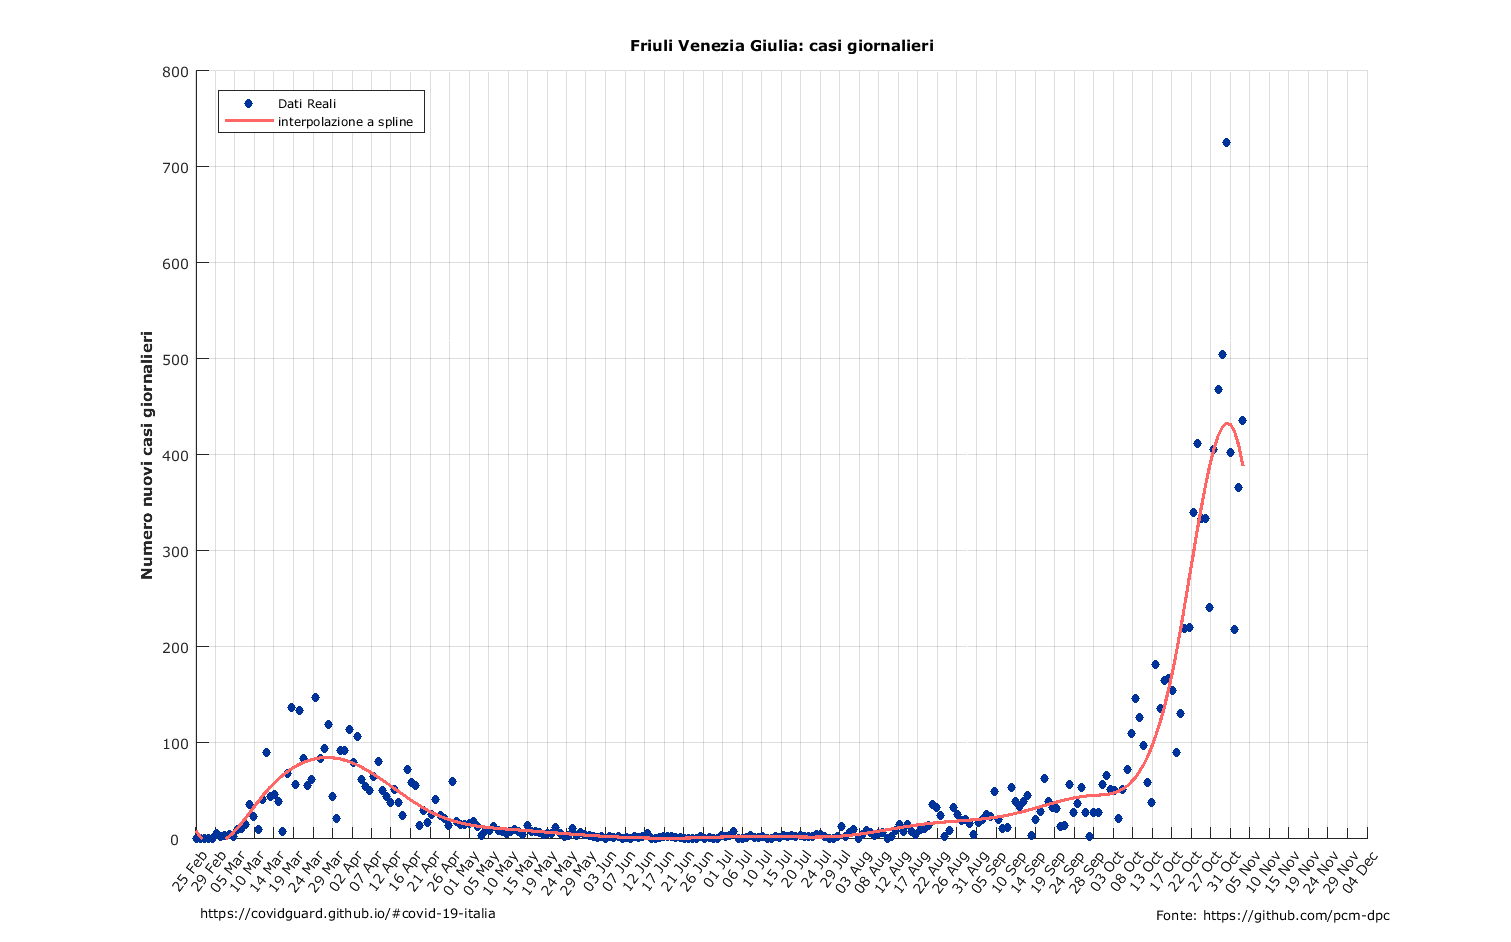 Friuli Venezia Giulia: casi giornalieri
Dati Reali
interpolazione a spline
Numero nuovi casi giornalieri
800
700
600
500
400
300
200
100
0
25 Feb
29 Feb
05 Mar
10 Mar
14 Mar
19 Mar
24 Mar
29 Mar
02 Apr
07 Apr
12 Apr
16 Apr
21 Apr
26 Apr
01 May
05 May
10 May
15 May
19 May
24 May
29 May
03 Jun
07 Jun
12 Jun
17 Jun
21 Jun
26 Jun
01 Jul
06 Jul
10 Jul
15 Jul
20 Jul
24 Jul
29 Jul
03 Aug
08 Aug
12 Aug
17 Aug
22 Aug
26 Aug
31 Aug
05 Sep
10 Sep
14 Sep
19 Sep
24 Sep
28 Sep
03 Oct
08 Oct
13 Oct
17 Oct
22 Oct
27 Oct
31 Oct
05 Nov
10 Nov
15 Nov
19 Nov
24 Nov
29 Nov
04 Dec
https://covidguard.github.io/#covid-19-italia
Fonte: https://github.com/pcm-dpc